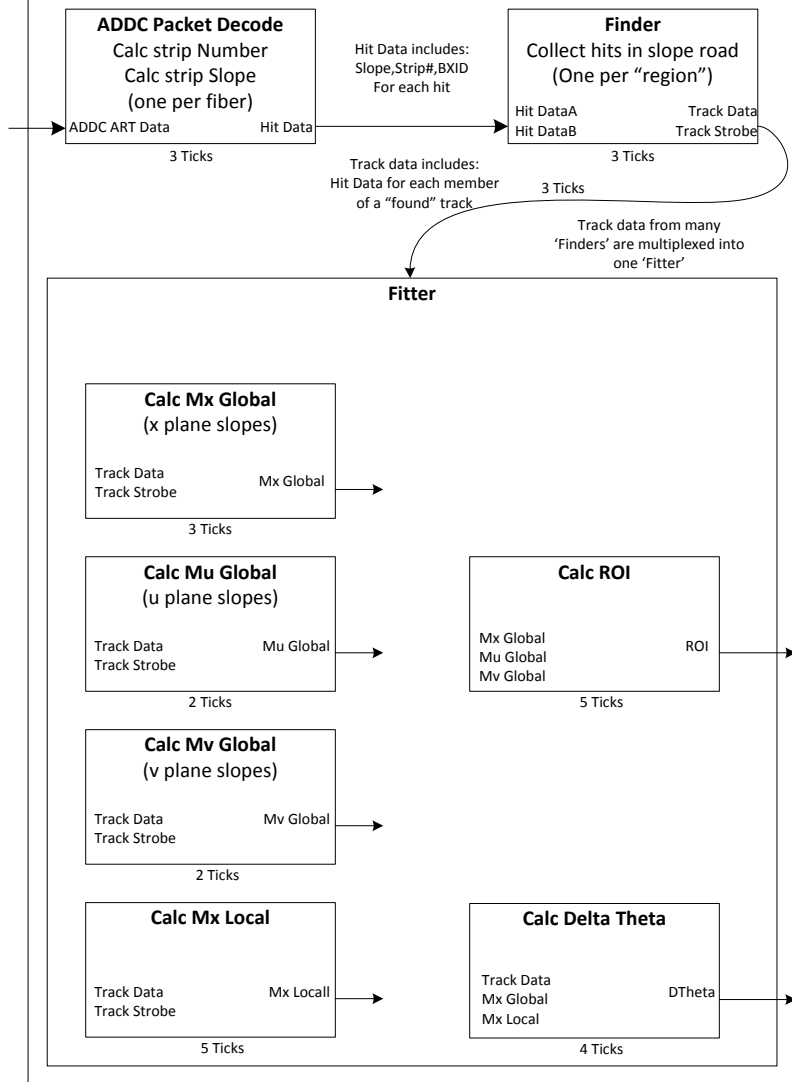 ADDC Packet Decode
Calc strip Number
Calc strip Slope
(one per fiber)
ADDC ART Data
Hit Data
3 Ticks
Hit Data includes:
Slope,Strip#,BXID
For each hit
Finder
Collect hits in slope road
(One per “region”)
Hit DataA
Hit DataB
Track Data
Track Strobe
3 Ticks
Track data includes:
Hit Data for each member
of a “found” track
3 Ticks
Track data from many
‘Finders’ are multiplexed into
one ‘Fitter’
Fitter
Calc Mx Global
(x plane slopes)
Track Data
Track Strobe
Mx Global
3 Ticks
Calc Mu Global
(u plane slopes)
Track Data
Track Strobe
Mu Global
2 Ticks
Calc ROI
Mx Global
Mu Global
Mv Global
ROI
5 Ticks
Calc Mv Global
(v plane slopes)
Track Data
Track Strobe
Mv Global
2 Ticks
Calc Mx Local
Track Data
Track Strobe
Mx Locall
5 Ticks
Calc Delta Theta
Track Data
Mx Global
Mx Local
DTheta
4 Ticks